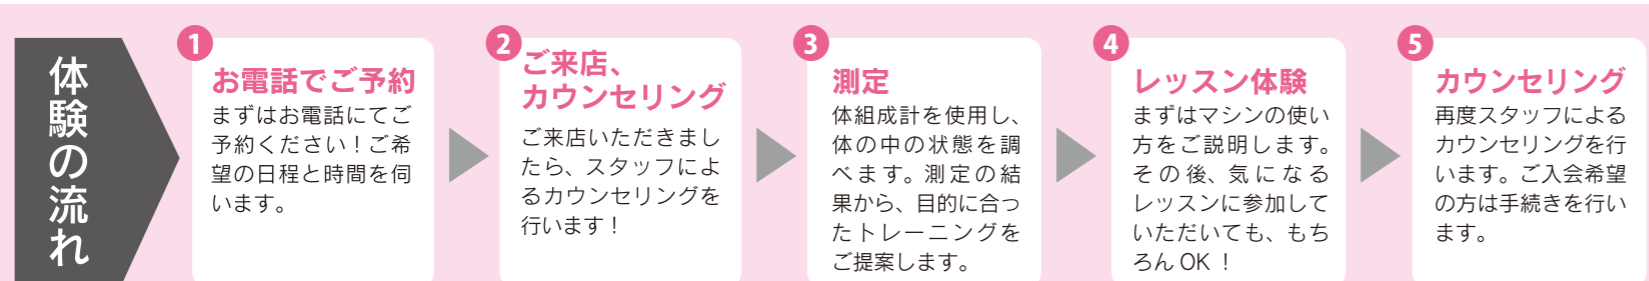 体験の流れ
1
お電話でご予約
まずはお電話にてご
予約ください！ご希
望の日程と時間を伺
います。
2
ご来店、
カウンセリング
ご来店いただきまし
たら、スタッフによ
るカウンセリングを
行います！
3
測定
体組成計を使用し、
体の中の状態を調
べます。測定の結
果から、目的に合っ
たトレーニングを
ご提案します。
4
レッスン体験
まずはマシンの使い
方をご説明します。
その後、気になる
レッスンに参加して
いただいても、もち
ろん OK ！
5
カウンセリング
再度スタッフによる
カウンセリングを行
います。ご入会希望
の方は手続きを行い
ます。